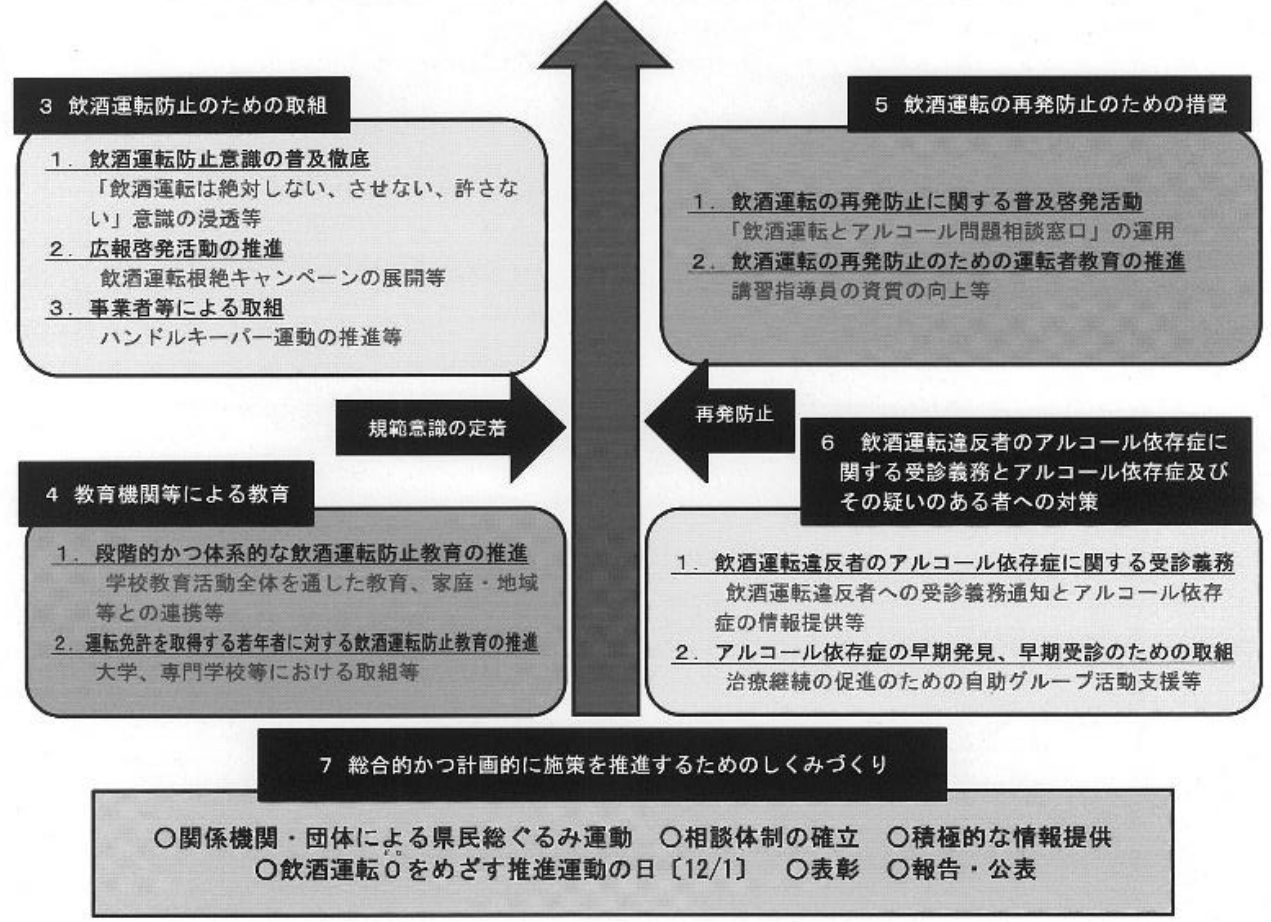 3 飲酒運転防止のための取組
1. 飲酒運転防止意識の普及徹底
「飲酒運転は絶対しない、させない、許さな
い」意識の浸透等
2. 広報啓発活動の推進
飲酒運転根絶キャンペーンの展開等
3. 事業者等による取組
ハンドルキーパー運動の推進等
5 飲酒運転の再発防止のための措置
1. 飲酒運転の再発防止に関する普及啓発活動
「飲酒運転とアルコール問題相談窓口」の運用
2. 飲酒運転の再発防止のための運転者教育の推進
講習指導員の資質の向上等
規範意識の定着
再発防止
4 教育機関等による教育
1. 段階的かつ体系的な飲酒運転防止教育の推進
学校教育活動全体を通した教育、家庭・地域
等との連携等
2. 運転免許を取得する若年者に対する飲酒運転防止教育の推進
大学、専門学校等における取組等
6 飲酒運転違反者のアルコール依存症に
関する受診義務とアルコール依存症及び
その疑いのある者への対策
1. 飲酒運転違反者のアルコール依存症に関する受診義務
飲酒運転違反者への受診義務通知とアルコール依存
症の情報提供等
2. アルコール依存症の早期発見、早期受診のための取組
治療継続の促進のための自助グループ活動支援等
7 総合的かつ計画的に施策を推進するためのしくみづくり
○関係機関・団体による県民総ぐるみ運動 ○相談体制の確立 ○積極的な情報提供
ゼロ
○飲酒運転0をめざす推進運動の日〔12/1〕 ○表彰 ○報告・公表